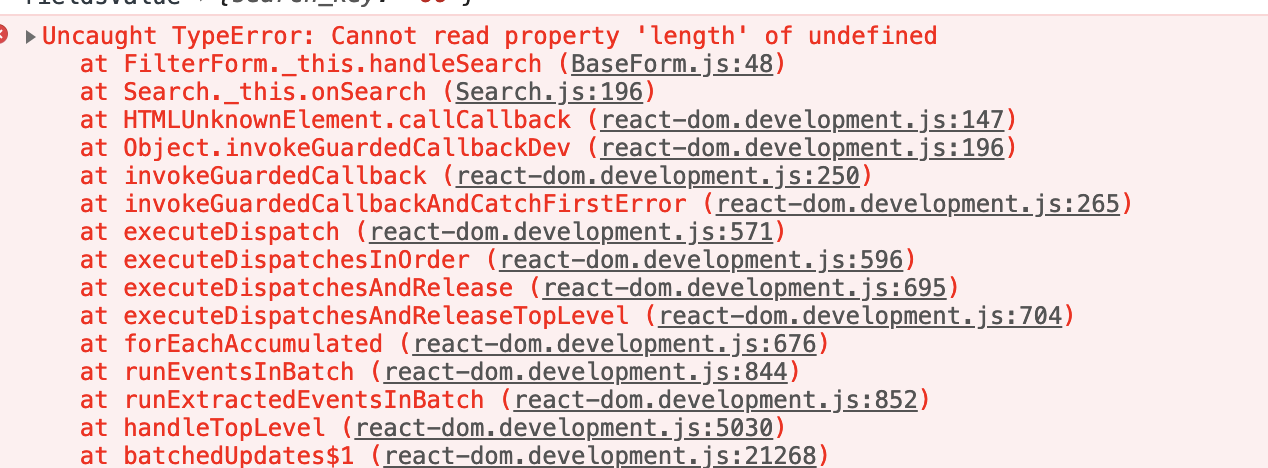 Uncaught TypeError: Cannot read property 'length' of undefined
at FilterForm._this.handleSearch (BaseForm.js:48)
at Search._this.onSearch (Search.js:196)
at HTMLUnknownElement.callCallback (react-dom.development.js:147)
at Object.invokeGuardedCallbackDev (react-dom.development.js:196)
at invokeGuardedCallback (react-dom.development.js:250)
at invokeGuardedCallbackAndCatchFirstError (react-dom.development.js:265)
at executeDispatch (react-dom.development.js:571)
at executeDispatchesInOrder (react-dom.development.js:596)
at executeDispatchesAndRelease (react-dom.development.js:695)
at executeDispatchesAndReleaseTopLevel (react-dom.development.js:704)
at forEachAccumulated (react-dom.development.js:676)
at runEventsInBatch (react-dom.development.js:844)
at runExtractedEventsInBatch (react-dom.development.js:852)
at handleTopLevel (react-dom.development.js:5030)
at batchedUpdates$1 (react-dom.development.js:21268)